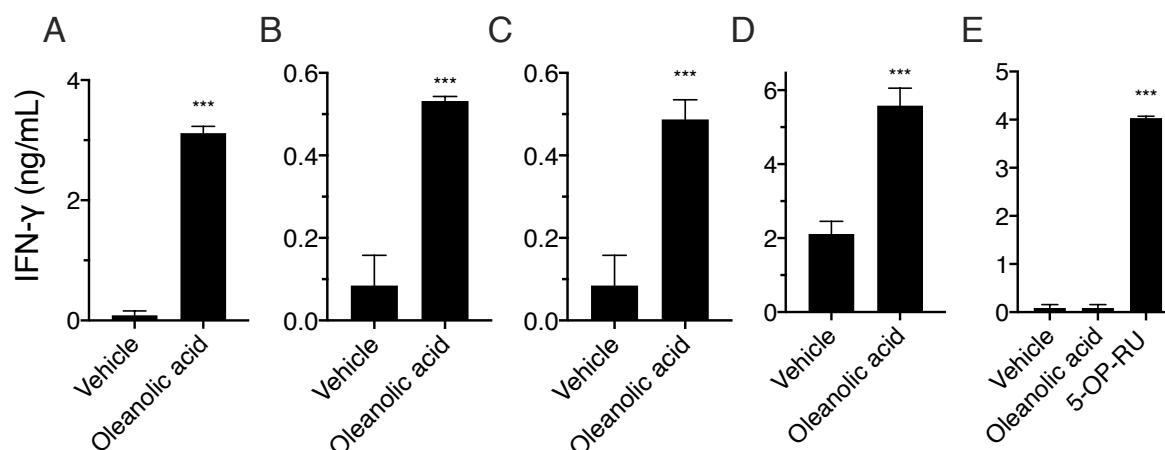 A
B
C
D
E
IFN-γ (ng/mL)
4
2
0
***
Vehicle
Oleanolic acid
0.6
0.4
0.2
0.0
***
Vehicle
Oleanolic acid
0.6
0.4
0.2
0.0
***
Vehicle
Oleanolic acid
6
4
2
0
***
Vehicle
Oleanolic acid
5
4
3
2
1
0
***
Vehicle
Oleanolic acid
5-OP-RU